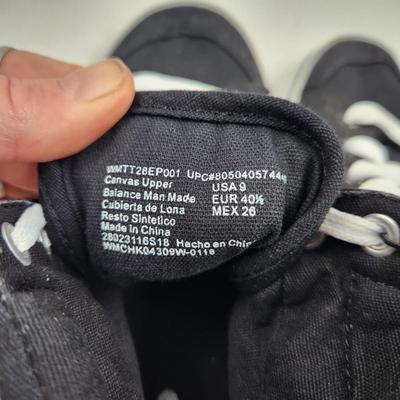 WMTT28EP001 UPC#8050405744
Canvas Upper USA 9
Balance Man Made EUR 40½
Cubierta de Lona MEX 26
Resto Sintetico
Made in China
28023116S18 Hecho en China
WMCHK04309W-0116